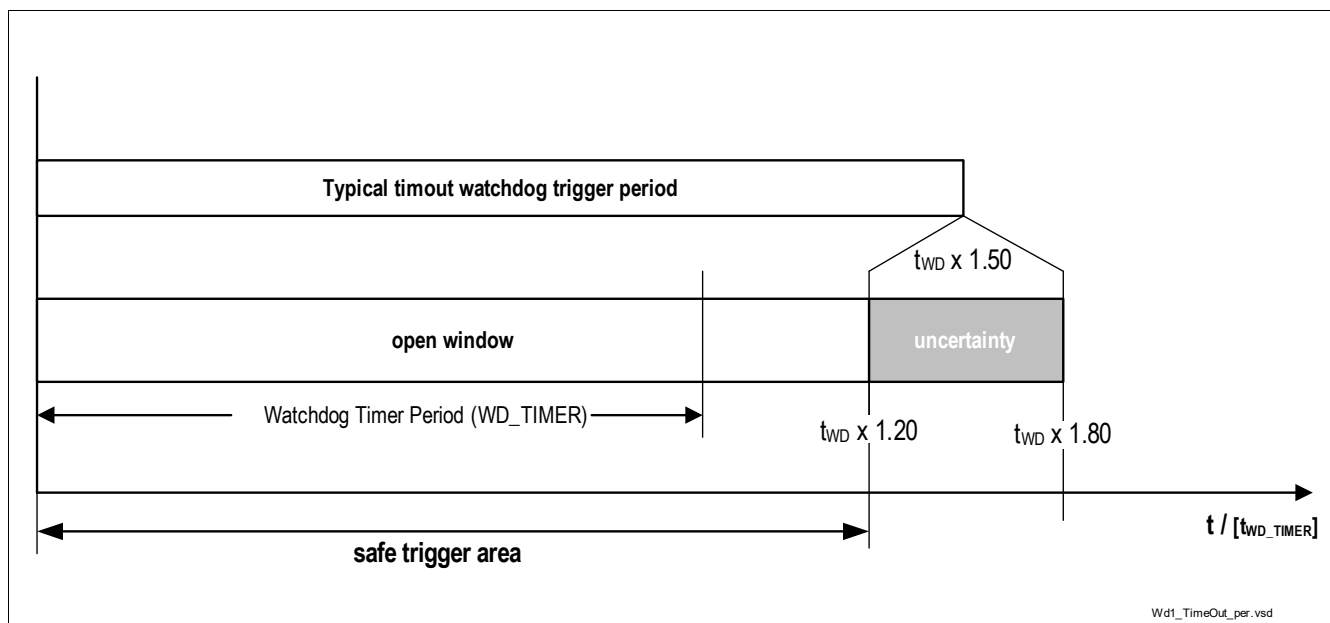 Typical timout watchdog trigger period
tWD x 1.50
open window
uncertainty
Watchdog Timer Period (WD_TIMER)
tWD x 1.20
tWD x 1.80
t / [tWD_TIMER]
safe trigger area
Wd1_TimeOut_per.vsd